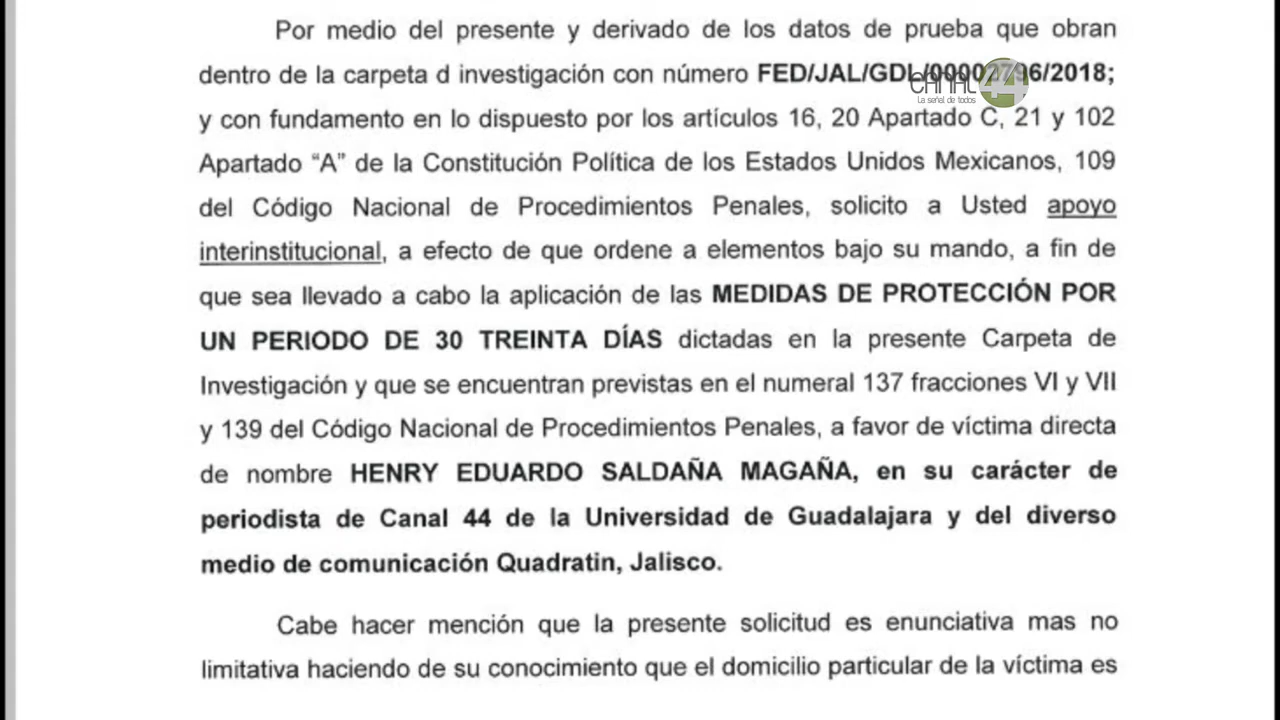 Por medio del presente y derivado de los datos de prueba que obran
dentro de la carpeta d investigación con número FED/JAL/GDL/00002796/2018;
CANAL 44
La señal de todos
y con fundamento en lo dispuesto por los artículos 16, 20 Apartado C, 21 y 102
Apartado “A” de la Constitución Política de los Estados Unidos Mexicanos, 109
del Código Nacional de Procedimientos Penales, solicito a Usted apoyo
interinstitucional, a efecto de que ordene a elementos bajo su mando, a fin de
que sea llevado a cabo la aplicación de las MEDIDAS DE PROTECCIÓN POR
UN PERIODO DE 30 TREINTA DÍAS dictadas en la presente Carpeta de
Investigación y que se encuentran previstas en el numeral 137 fracciones VI y VII
y 139 del Código Nacional de Procedimientos Penales, a favor de víctima directa
de nombre HENRY EDUARDO SALDAÑA MAGAÑA, en su carácter de
periodista de Canal 44 de la Universidad de Guadalajara y del diverso
medio de comunicación Quadratin, Jalisco.
Cabe hacer mención que la presente solicitud es enunciativa mas no
limitativa haciendo de su conocimiento que el domicilio particular de la víctima es